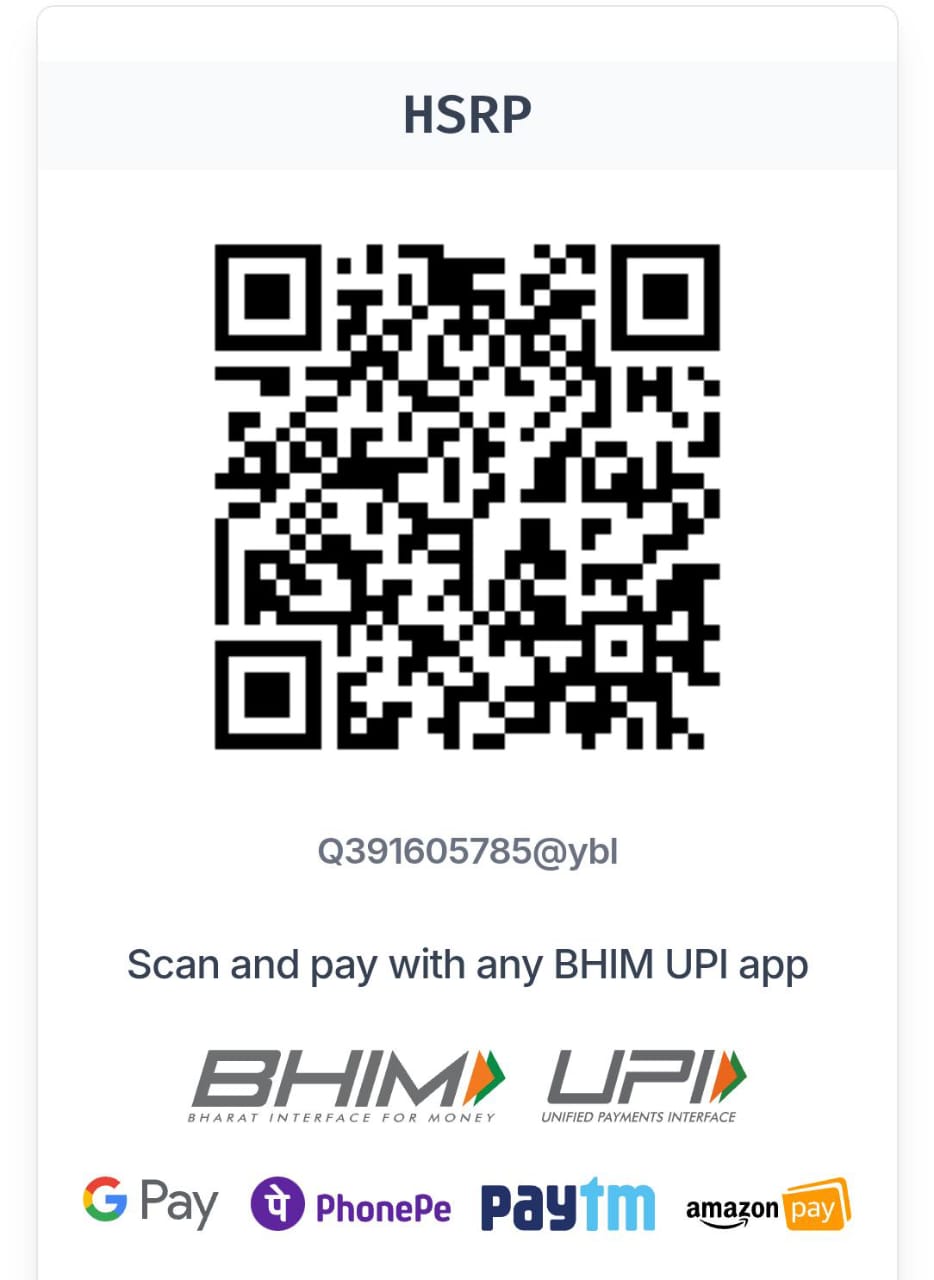 HSRP
Q391605785@ybl
Scan and pay with any BHIM UPI app
BHIM UPI
BHARAT INTERFACE FOR MONEY UNIFIED PAYMENTS INTERFACE
G Pay पे PhonePe paytm amazon pay